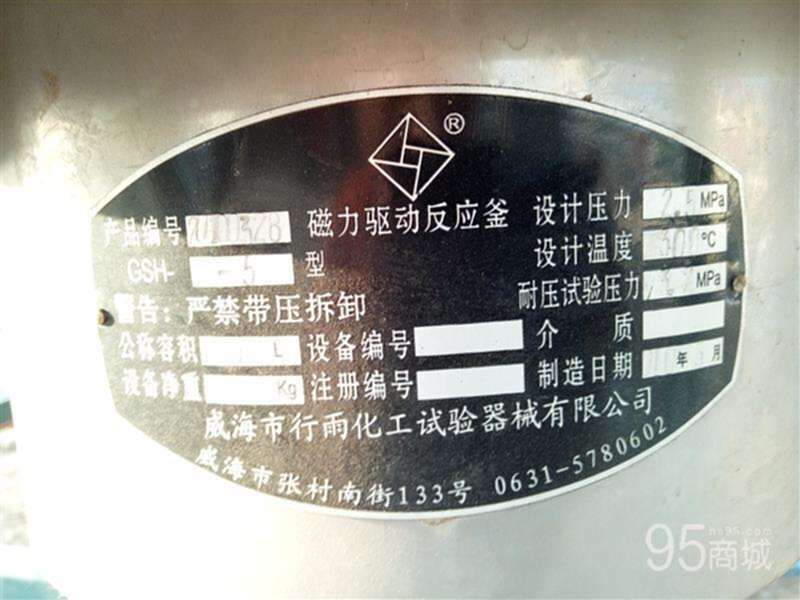 ®
磁力驱动反应釜
产品编号
GSH- -5 型
警告：严禁带压拆卸
公称容积 L 设备编号
设备净重 Kg 注册编号
设计压力 MPa
设计温度 ℃
耐压试验压力 MPa
介质
制造日期 年 月
威海市行雨化工试验器械有限公司
威海市张村南街133号 0631-5780602
95商城
hs95.com